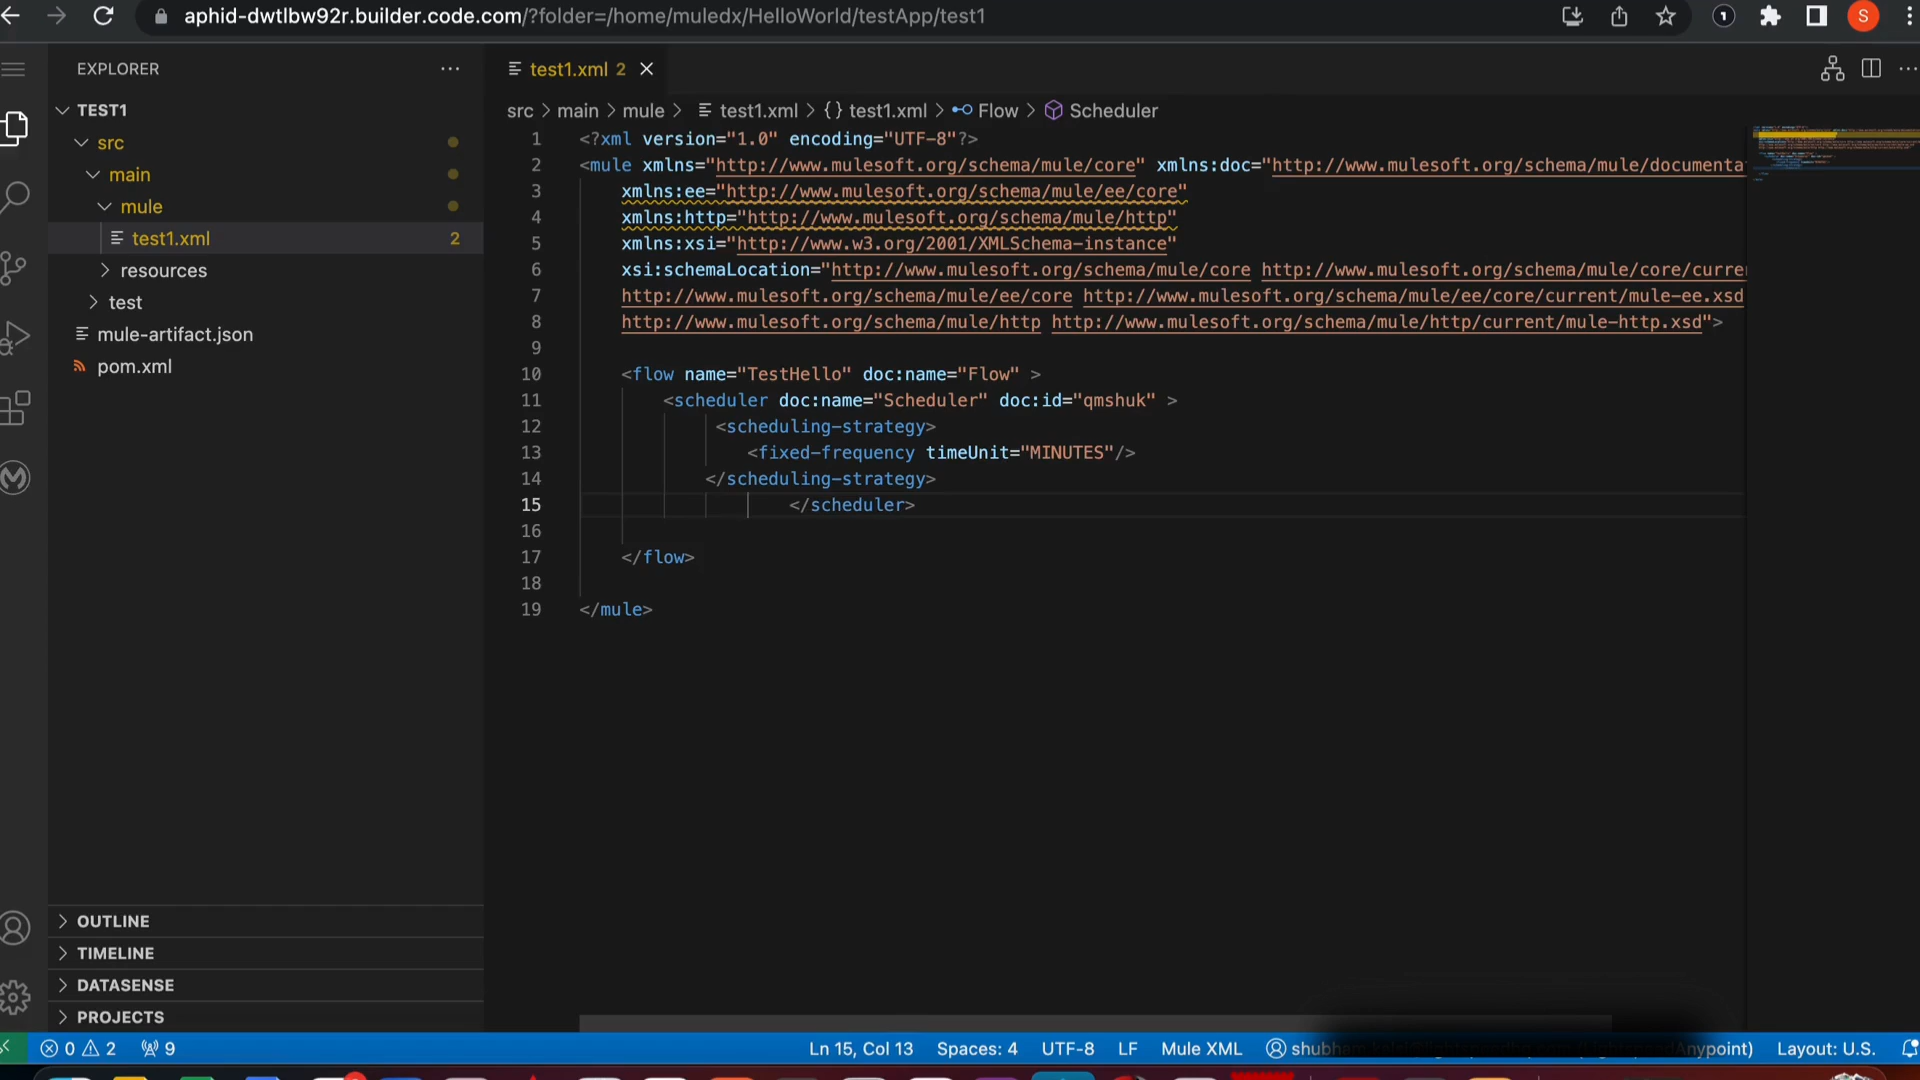 aphid-dwtlbw92r.builder.code.com/?folder=/home/muledx/HelloWorld/testApp/test1
1
S
EXPLORER
TEST1
src
main
mule
test1.xml 2
resources
test
mule-artifact.json
pom.xml
OUTLINE
TIMELINE
DATASENSE
PROJECTS
test1.xml 2
src > main > mule > test1.xml > {} test1.xml > Flow > Scheduler
1 <?xml version="1.0" encoding="UTF-8"?>
2 <mule xmlns="http://www.mulesoft.org/schema/mule/core" xmlns:doc="http://www.mulesoft.org/schema/mule/documenta
3 xmlns:ee="http://www.mulesoft.org/schema/mule/ee/core"
4 xmlns:http="http://www.mulesoft.org/schema/mule/http"
5 xmlns:xsi="http://www.w3.org/2001/XMLSchema-instance"
6 xsi:schemaLocation="http://www.mulesoft.org/schema/mule/core http://www.mulesoft.org/schema/mule/core/curre
7 http://www.mulesoft.org/schema/mule/ee/core http://www.mulesoft.org/schema/mule/ee/core/current/mule-ee.xsd
8 http://www.mulesoft.org/schema/mule/http http://www.mulesoft.org/schema/mule/http/current/mule-http.xsd">
9
10 <flow name="TestHello" doc:name="Flow" >
11 <scheduler doc:name="Scheduler" doc:id="qmshuk" >
12 <scheduling-strategy>
13 <fixed-frequency timeUnit="MINUTES"/>
14 </scheduling-strategy>
15 </scheduler>
16
17 </flow>
18
19 </mule>
0 2 9 Ln 15, Col 13 Spaces: 4 UTF-8 LF Mule XML Anypoint) Layout: U.S.